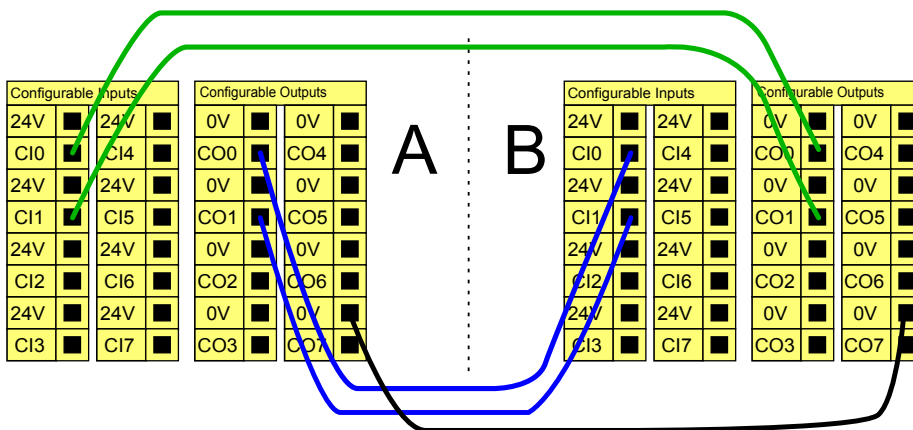 Configurable Inputs
24V 24V
CI0 CI4
24V 24V
CI1 CI5
24V 24V
CI2 CI6
24V 24V
CI3 CI7
Configurable Outputs
0V 0V
CO0 CO4
0V 0V
CO1 CO5
0V 0V
CO2 CO6
0V 0V
CO3 CO7
A
B
Configurable Inputs
24V 24V
CI0 CI4
24V 24V
CI1 CI5
24V 24V
CI2 CI6
24V 24V
CI3 CI7
Configurable Outputs
0V 0V
CO0 CO4
0V 0V
CO1 CO5
0V 0V
CO2 CO6
0V 0V
CO3 CO7